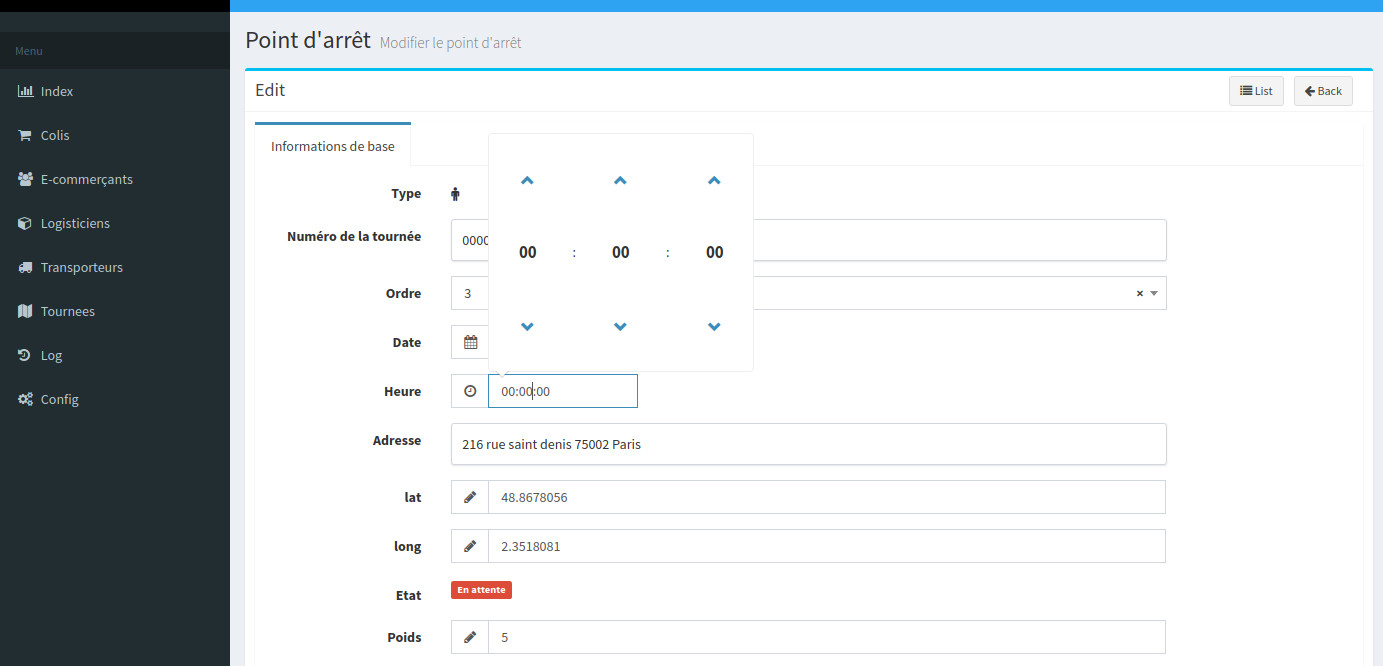 Menu
Index
Colis
E-commerçants
Logisticiens
Transporteurs
Tournees
Log
Config
Point d'arrêt Modifier le point d'arrêt
Edit
List
Back
Informations de base
Type
Numéro de la tournée 0000
00 : 00 : 00
Ordre 3 × 
Date
Heure 00:00:00
Adresse 216 rue saint denis 75002 Paris
lat 48.8678056
long 2.3518081
Etat En attente
Poids 5